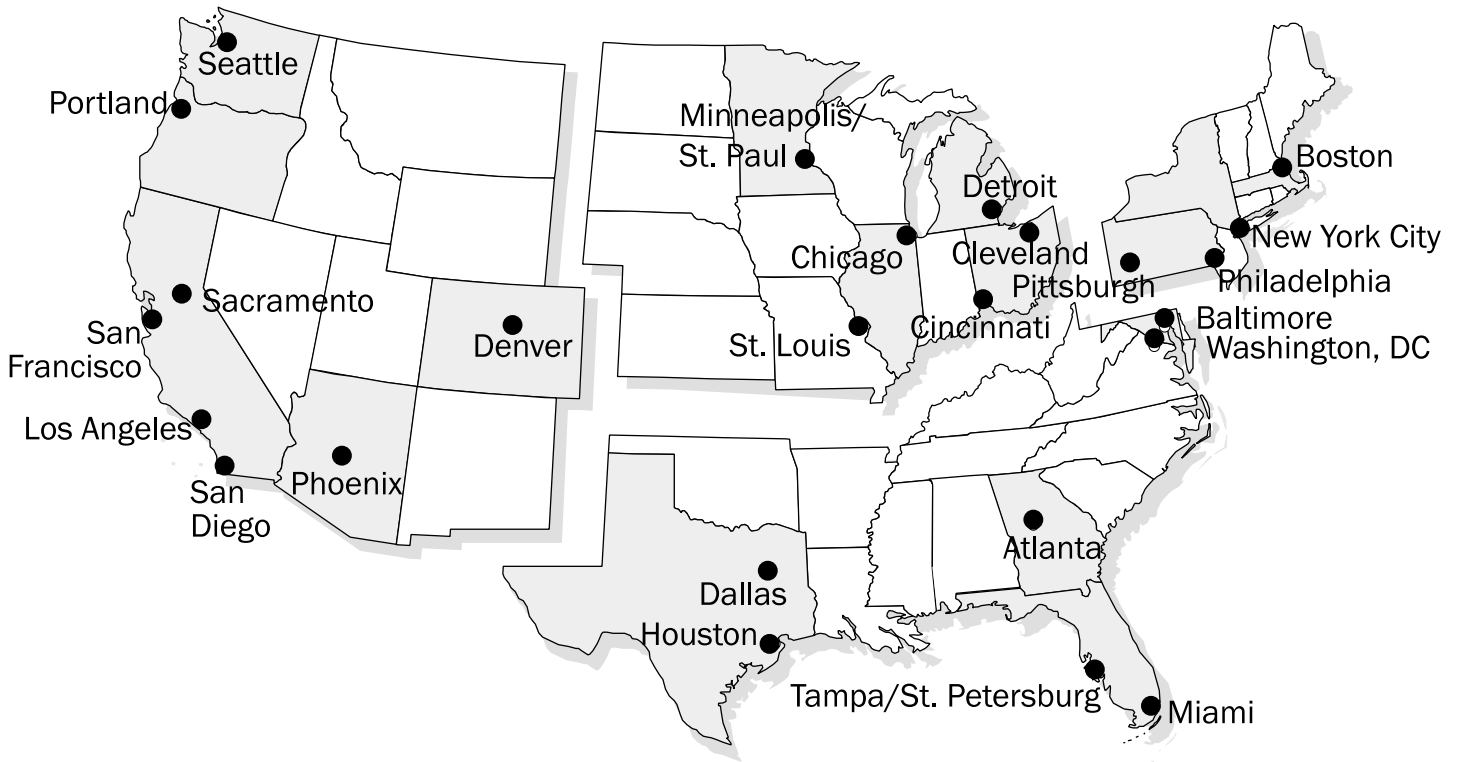 Seattle
Portland
Minneapolis/
St. Paul
Boston
Detroit
New York City
Chicago
Cleveland
Pittsburgh
Philadelphia
Sacramento
San
Francisco
Denver
St. Louis
Cincinnati
Baltimore
Washington, DC
Los Angeles
Phoenix
San
Diego
Atlanta
Dallas
Houston
Tampa/St. Petersburg
Miami